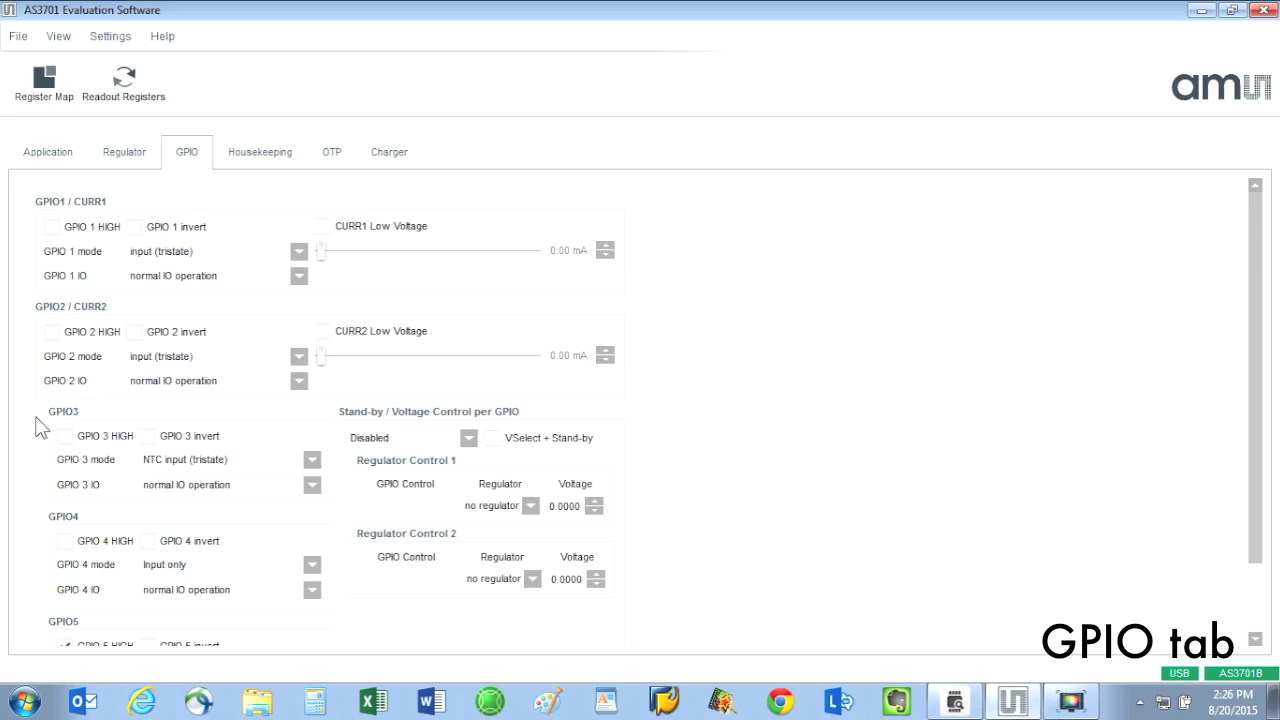 AS3701 Evaluation Software
File View Settings Help
Register Map Readout Registers
am
Application Regulator GPIO Housekeeping OTP Charger
GPIO1 / CURR1
GPIO 1 HIGH GPIO 1 invert CURR1 Low Voltage
GPIO 1 mode input (tristate) 0.00 mA
GPIO 1 IO normal IO operation
GPIO2 / CURR2
GPIO 2 HIGH GPIO 2 invert CURR2 Low Voltage
GPIO 2 mode input (tristate) 0.00 mA
GPIO 2 IO normal IO operation
GPIO3 Stand-by / Voltage Control per GPIO
GPIO 3 HIGH GPIO 3 invert Disabled VSelect + Stand-by
GPIO 3 mode NTC input (tristate) Regulator Control 1
GPIO 3 IO normal IO operation GPIO Control Regulator Voltage
no regulator 0.0000
GPIO4 Regulator Control 2
GPIO 4 HIGH GPIO 4 invert GPIO Control Regulator Voltage
GPIO 4 mode Input only no regulator 0.0000
GPIO 4 IO normal IO operation
GPIO5
GPIO 5 HIGH GPIO 5 invert
GPIO tab
USB AS3701B
2:26 PM
8/20/2015